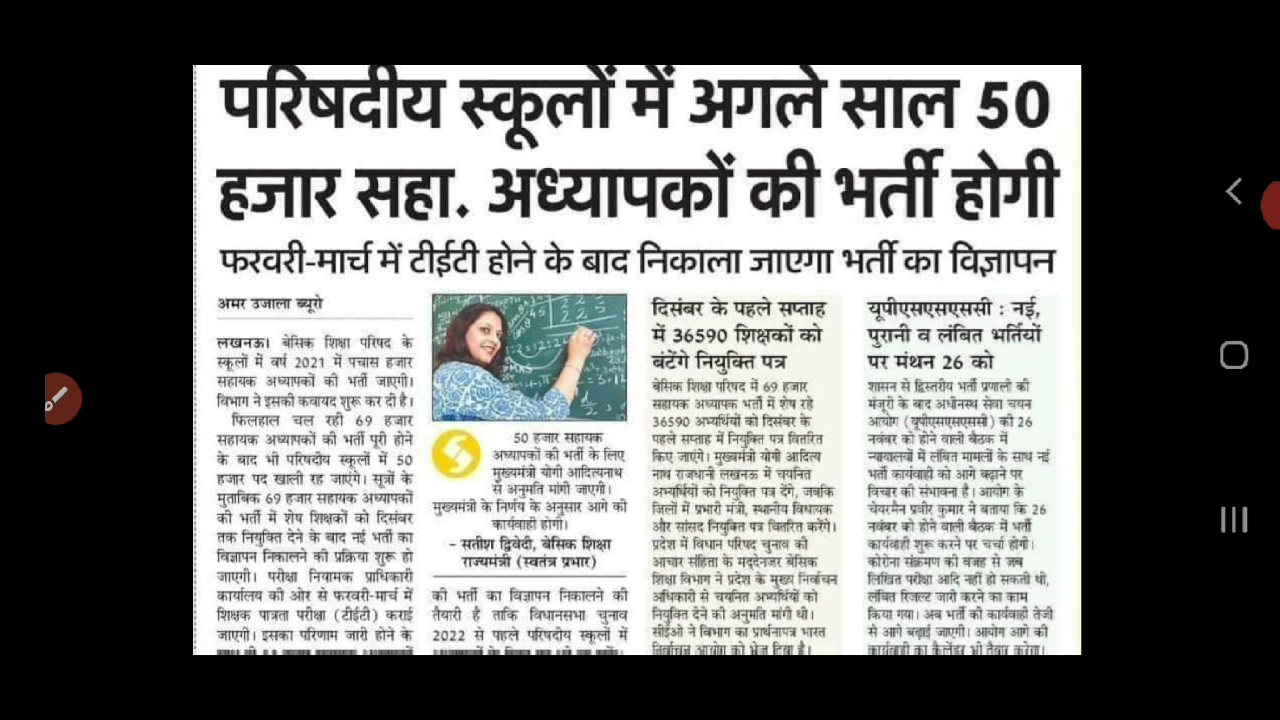 परिषदीय स्कूलों में अगले साल 50
हजार सहा. अध्यापकों की भर्ती होगी
फरवरी-मार्च में टीईटी होने के बाद निकाला जाएगा भर्ती का विज्ञापन
अमर उजाला ब्यूरो
लखनऊ। बेसिक शिक्षा परिषद के
स्कूलों में वर्ष 2021 में पचास हजार
सहायक अध्यापकों की भर्ती जाएगी।
विभाग ने इसकी कवायद शुरू कर दी है।
फिलहाल चल रही 69 हजार
सहायक अध्यापकों की भर्ती पूरी होने
के बाद भी परिषदीय स्कूलों में 50
हजार पद खाली रह जाएंगे। सूत्रों के
मुताबिक 69 हजार सहायक अध्यापकों
की भर्ती में शेष शिक्षकों को दिसंबर
तक नियुक्ति देने के बाद नई भर्ती का
विज्ञापन निकालने की प्रक्रिया शुरू हो
जाएगी। परीक्षा नियामक प्राधिकारी
कार्यालय की ओर से फरवरी-मार्च में
शिक्षक पात्रता परीक्षा (टीईटी) कराई
जाएगी। इसका परिणाम जारी होने के
50 हजार सहायक
अध्यापकों की भर्ती के लिए
मुख्यमंत्री योगी आदित्यनाथ
से अनुमति मांगी जाएगी।
मुख्यमंत्री के निर्णय के अनुसार आगे की
कार्यवाही होगी।
- सतीश द्विवेदी, बेसिक शिक्षा
राज्यमंत्री (स्वतंत्र प्रभार)
की भर्ती का विज्ञापन निकालने की
तैयारी है ताकि विधानसभा चुनाव
2022 से पहले परिषदीय स्कूलों में
दिसंबर के पहले सप्ताह
में 36590 शिक्षकों को
बंटेंगे नियुक्ति पत्र
बेसिक शिक्षा परिषद में 69 हजार
सहायक अध्यापक भर्ती में शेष रहे
36590 अभ्यर्थियों को दिसंबर के
पहले सप्ताह में नियुक्ति पत्र वितरित
किए जाएंगे। मुख्यमंत्री योगी आदित्य
नाथ राजधानी लखनऊ में चयनित
अभ्यर्थियों को नियुक्ति पत्र देंगे, जबकि
जिलों में प्रभारी मंत्री, स्थानीय विधायक
और सांसद नियुक्ति पत्र वितरित करेंगे।
प्रदेश में विधान परिषद चुनाव की
आचार संहिता के मद्देनजर बेसिक
शिक्षा विभाग ने प्रदेश के मुख्य निर्वाचन
अधिकारी से चयनित अभ्यर्थियों को
नियुक्ति देने की अनुमति मांगी थी।
सीईओ ने विभाग का प्रार्थनापत्र भारत
निर्वाचन आयोग को भेज दिया है।
यूपीएसएसएससी : नई,
पुरानी व लंबित भर्तियों
पर मंथन 26 को
शासन से द्विस्तरीय भर्ती प्रणाली की
मंजूरी के बाद अधीनस्थ सेवा चयन
आयोग (यूपीएसएसएससी) की 26
नवंबर को होने वाली बैठक में
न्यायालयों में लंबित मामलों के साथ नई
भर्ती कार्यवाही को आगे बढ़ाने पर
विचार की संभावना है। आयोग के
चेयरमैन प्रवीर कुमार ने बताया कि 26
नवंबर को होने वाली बैठक में भर्ती
कार्यवाही शुरू करने पर चर्चा होगी।
कोरोना संक्रमण की वजह से जब
लिखित परीक्षा आदि नहीं हो सकती थी,
लंबित रिजल्ट जारी करने का काम
किया गया। अब भर्ती की कार्यवाही तेजी
से आगे बढ़ाई जाएगी। आयोग आगे की
कार्यवाही का कैलेंडर भी तैयार करेगा।